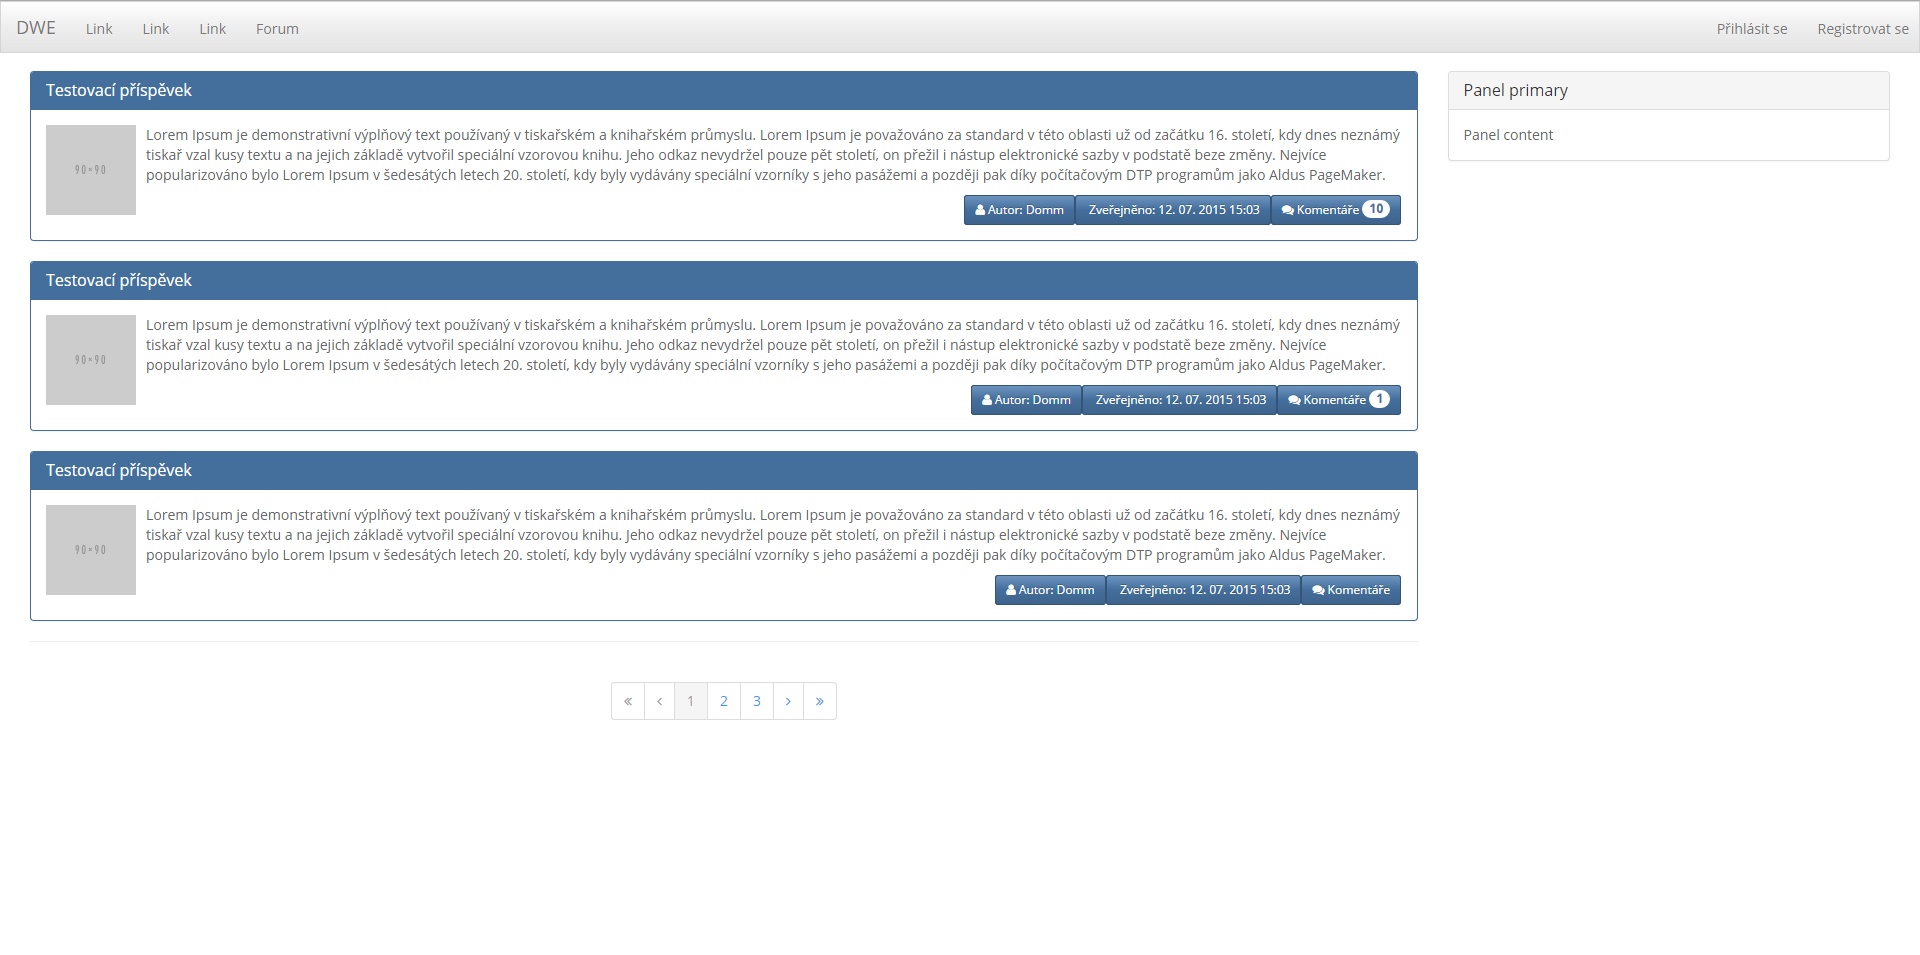 DWE Link Link Link Forum Přihlásit se Registrovat se
Testovací příspěvek
90×90
Lorem Ipsum je demonstrativní výplňový text používaný v tiskařském a knihařském průmyslu. Lorem Ipsum je považováno za standard v této oblasti už od začátku 16. století, kdy dnes neznámý
tiskař vzal kusy textu a na jejich základě vytvořil speciální vzorovou knihu. Jeho odkaz nevydržel pouze pět století, on přežil i nástup elektronické sazby v podstatě beze změny. Nejvíce
popularizováno bylo Lorem Ipsum v šedesátých letech 20. století, kdy byly vydávány speciální vzorníky s jeho pasážemi a později pak díky počítačovým DTP programům jako Aldus PageMaker.
Autor: Domm Zveřejněno: 12. 07. 2015 15:03 Komentáře 10
Testovací příspěvek
90×90
Lorem Ipsum je demonstrativní výplňový text používaný v tiskařském a knihařském průmyslu. Lorem Ipsum je považováno za standard v této oblasti už od začátku 16. století, kdy dnes neznámý
tiskař vzal kusy textu a na jejich základě vytvořil speciální vzorovou knihu. Jeho odkaz nevydržel pouze pět století, on přežil i nástup elektronické sazby v podstatě beze změny. Nejvíce
popularizováno bylo Lorem Ipsum v šedesátých letech 20. století, kdy byly vydávány speciální vzorníky s jeho pasážemi a později pak díky počítačovým DTP programům jako Aldus PageMaker.
Autor: Domm Zveřejněno: 12. 07. 2015 15:03 Komentáře 1
Testovací příspěvek
90×90
Lorem Ipsum je demonstrativní výplňový text používaný v tiskařském a knihařském průmyslu. Lorem Ipsum je považováno za standard v této oblasti už od začátku 16. století, kdy dnes neznámý
tiskař vzal kusy textu a na jejich základě vytvořil speciální vzorovou knihu. Jeho odkaz nevydržel pouze pět století, on přežil i nástup elektronické sazby v podstatě beze změny. Nejvíce
popularizováno bylo Lorem Ipsum v šedesátých letech 20. století, kdy byly vydávány speciální vzorníky s jeho pasážemi a později pak díky počítačovým DTP programům jako Aldus PageMaker.
Autor: Domm Zveřejněno: 12. 07. 2015 15:03 Komentáře
« ‹ 1 2 3 › »
Panel primary
Panel content